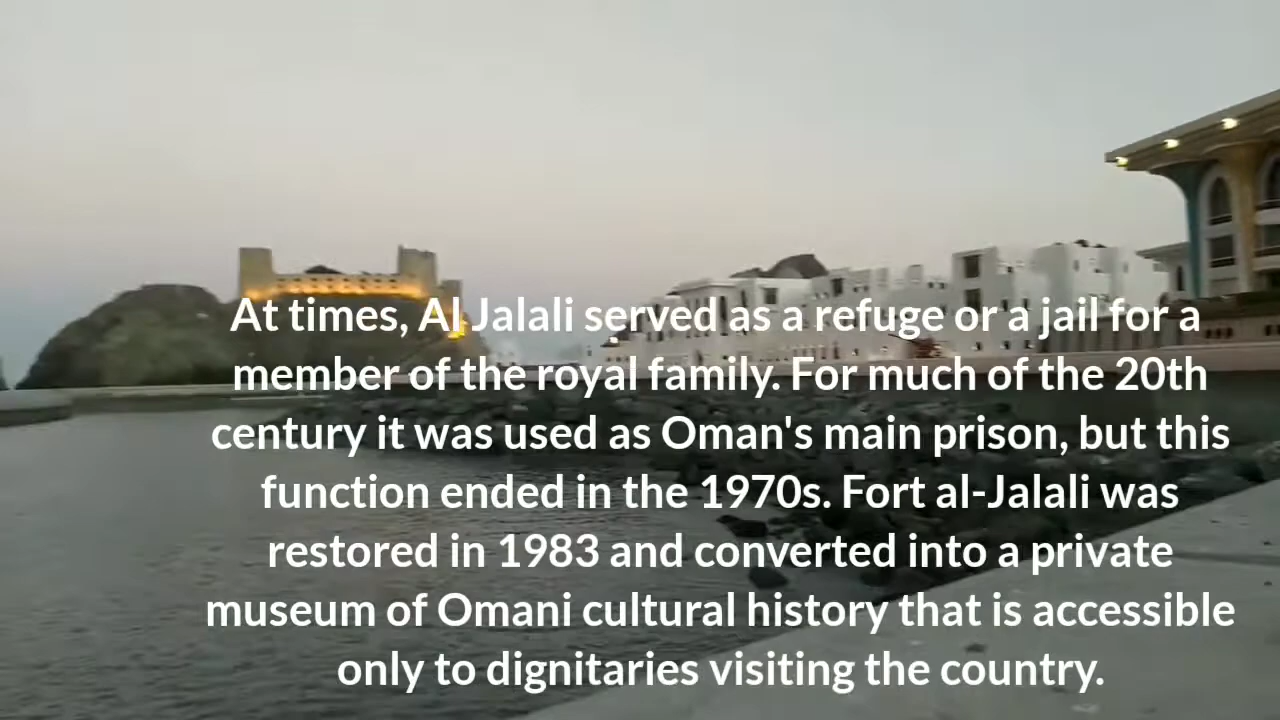 At times, Al Jalali served as a refuge or a jail for a
member of the royal family. For much of the 20th
century it was used as Oman's main prison, but this
function ended in the 1970s. Fort al-Jalali was
restored in 1983 and converted into a private
museum of Omani cultural history that is accessible
only to dignitaries visiting the country.